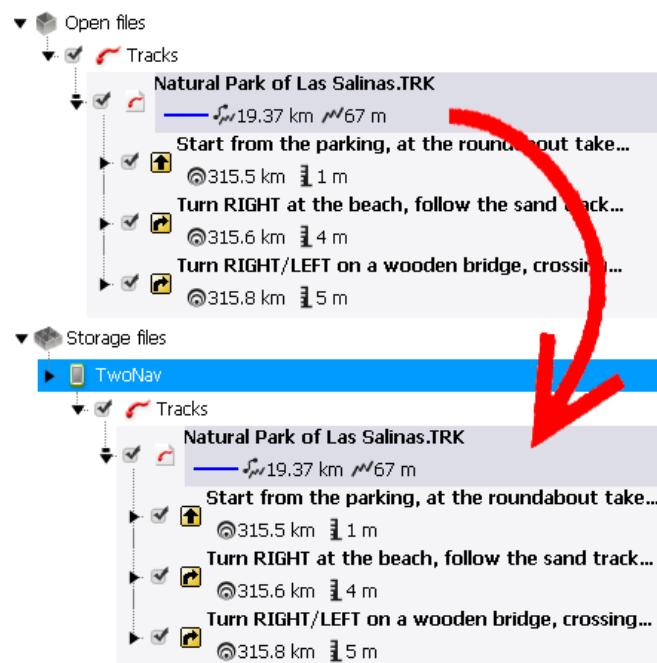 Open files
Tracks
Natural Park of Las Salinas.TRK
19.37 km 67 m
Start from the parking, at the roundabout take...
315.5 km 1 m
Turn RIGHT at the beach, follow the sand track...
315.6 km 4 m
Turn RIGHT/LEFT on a wooden bridge, crossing...
315.8 km 5 m
Storage files
TwoNav
Tracks
Natural Park of Las Salinas.TRK
19.37 km 67 m
Start from the parking, at the roundabout take...
315.5 km 1 m
Turn RIGHT at the beach, follow the sand track...
315.6 km 4 m
Turn RIGHT/LEFT on a wooden bridge, crossing...
315.8 km 5 m